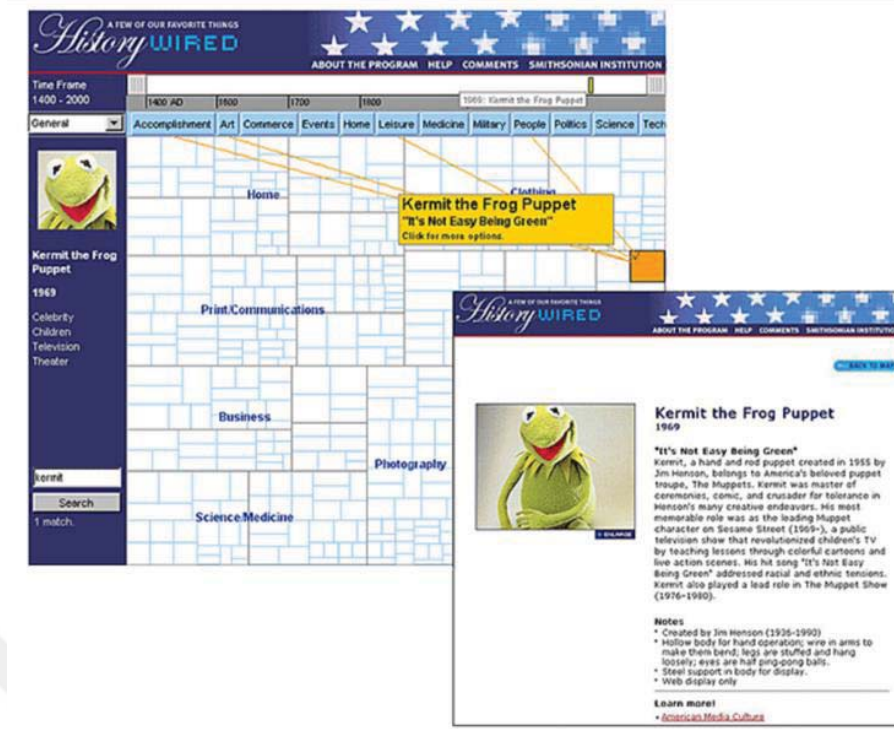 A FEW OF OUR FAVORITE THINGS
History WIRED
ABOUT THE PROGRAM HELP COMMENTS SMITHSONIAN INSTITUTION
Time Frame
1400 - 2000
1400 AD 1600 1700 1800
1969: Kermit the Frog Puppet
General
Accomplishment Art Commerce Events Home Leisure Medicine Military People Politics Science Tech
Home
Clothing
Kermit the Frog Puppet
"It's Not Easy Being Green"
Click for more options.
Kermit the Frog
Puppet
1969
Celebrity
Children
Television
Theater
Print/Communications
Business
Photography
Science/Medicine
kermit
Search
1 match.
A FEW OF OUR FAVORITE THINGS
History WIRED
ABOUT THE PROGRAM HELP COMMENTS SMITHSONIAN INSTITUTIO
BACK TO MAP
ENLARGE
Kermit the Frog Puppet
1969
"It's Not Easy Being Green"
Kermit, a hand and rod puppet created in 1955 by
Jim Henson, belongs to America's beloved puppet
troupe, The Muppets. Kermit was master of
ceremonies, comic, and crusader for tolerance in
Henson's many creative endeavors. His most
memorable role was as the leading Muppet
character on Sesame Street (1969-), a public
television show that revolutionized children's TV
by teaching lessons through colorful cartoons and
live action scenes. His hit song "It's Not Easy
Being Green" addressed racial and ethnic tensions.
Kermit also played a lead role in The Muppet Show
(1976-1980).
Notes
* Created by Jim Henson (1936-1990)
* Hollow body for hand operation; wire in arms to
make them bend; legs are stuffed and hang
loosely; eyes are half ping-pong balls.
* Steel support in body for display.
* Web display only
Learn more!
• American Media Culture